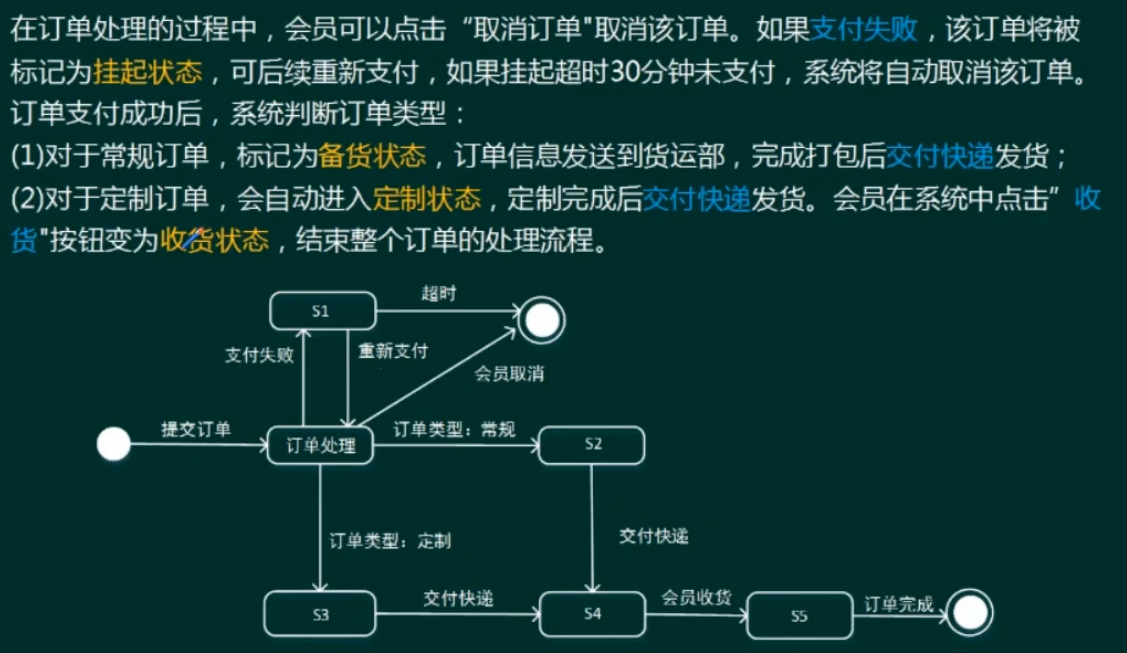 在订单处理的过程中，会员可以点击“取消订单"取消该订单。如果支付失败，该订单将被
标记为挂起状态，可后续重新支付，如果挂起超时30分钟未支付，系统将自动取消该订单。
订单支付成功后，系统判断订单类型：
(1)对于常规订单，标记为备货状态，订单信息发送到货运部，完成打包后交付快递发货；
(2)对于定制订单，会自动进入定制状态，定制完成后交付快递发货。会员在系统中点击”收
货"按钮变为收货状态，结束整个订单的处理流程。
S1
超时
支付失败
重新支付
会员取消
提交订单
订单处理
订单类型：常规
S2
订单类型：定制
交付快递
S3
交付快递
S4
会员收货
S5
订单完成